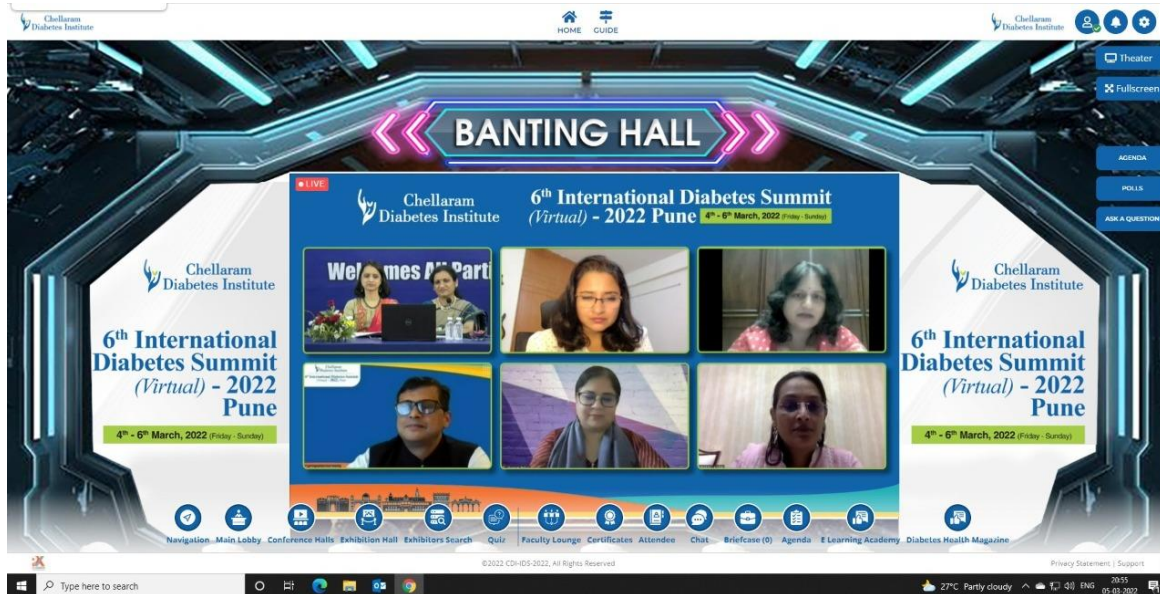 Chellaram
Diabetes Institute
HOME
GUIDE
Chellaram
Diabetes Institute
Theater
Fullscreen
BANTING HALL
AGENDA
POLLS
ASK A QUESTION
LIVE
Chellaram
Diabetes Institute
6th International Diabetes Summit
(Virtual) - 2022 Pune
4th - 6th March, 2022 (Friday - Sunday)
Chellaram
Diabetes Institute
6th International
Diabetes Summit
(Virtual) - 2022
Pune
4th - 6th March, 2022 (Friday - Sunday)
Chellaram
Diabetes Institute
6th International
Diabetes Summit
(Virtual) - 2022
Pune
4th - 6th March, 2022 (Friday - Sunday)
Navigation
Main Lobby
Conference Halls
Exhibition Hall
Exhibitors Search
Quiz
Faculty Lounge
Certificates
Attendee
Chat
Briefcase (0)
Agenda
E Learning Academy
Diabetes Health Magazine
©2022 CDI-IDS-2022, All Rights Reserved
Privacy Statement | Support
Type here to search
27°C Partly cloudy
ENG
20:55
05-03-2022